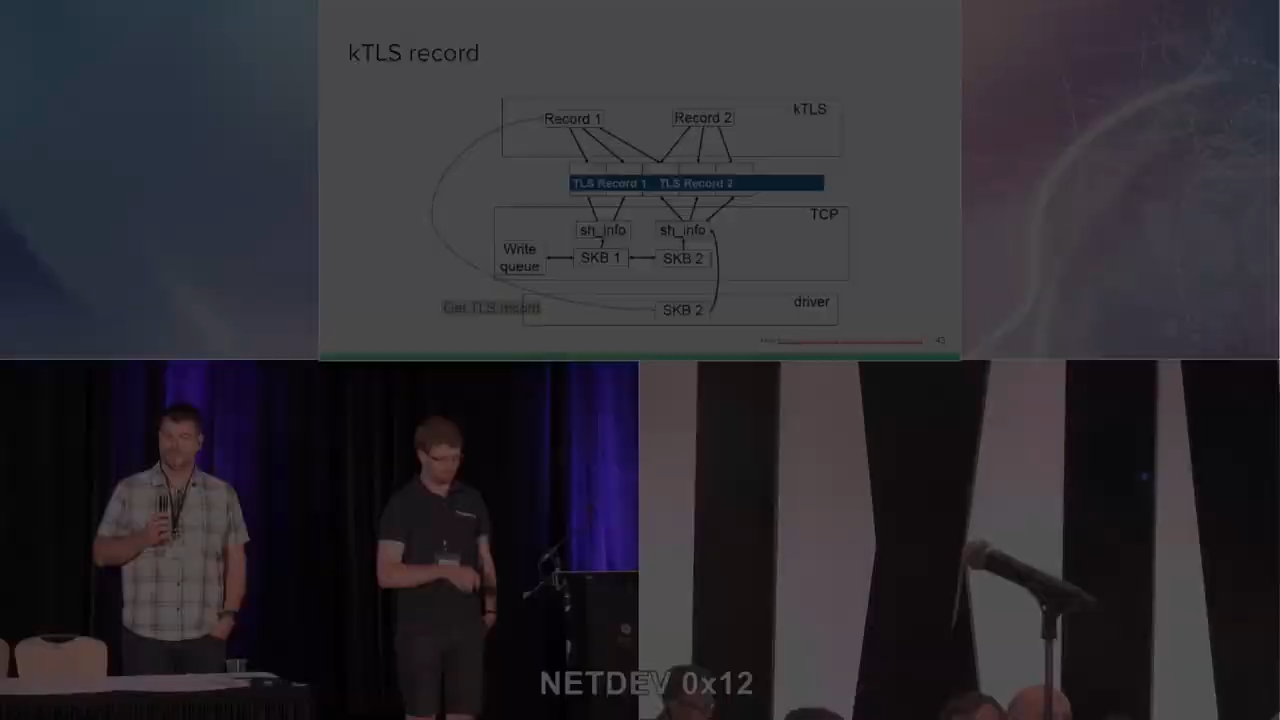 kTLS record
kTLS
Record 1
Record 2
TLS Record 1
TLS Record 2
TCP
sh_info
sh_info
Write
queue
SKB 1
SKB 2
driver
Get TLS record
SKB 2
43
NETDEV 0x12